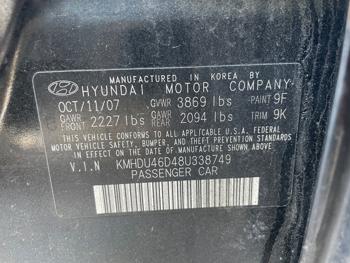 MANUFACTURED IN KOREA BY
HYUNDAI MOTOR COMPANY
OCT/11/07 GVWR 3869 lbs PAINT 9F
GAWR FRONT 2227 lbs GAWR REAR 2094 lbs TRIM 9K
THIS VEHICLE CONFORMS TO ALL APPLICABLE FEDERAL
MOTOR VEHICLE SAFETY, BUMPER, AND THEFT
PREVENTION STANDARDS IN EFFECT ON THE DATE OF
MANUFACTURE SHOWN ABOVE.
V.I.N KMHDU46D48U338749
PASSENGER CAR